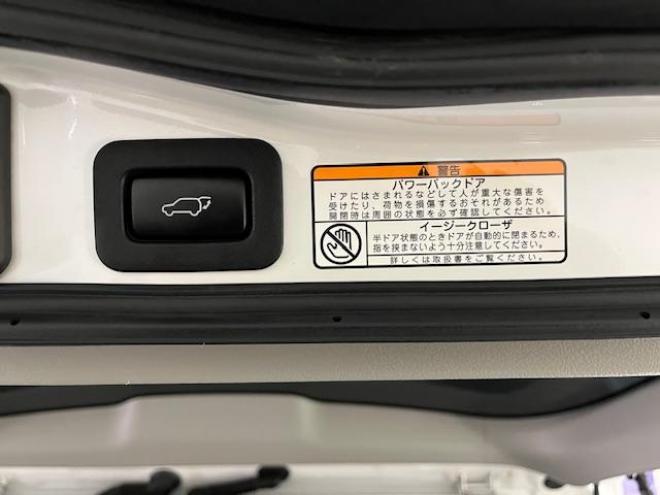 警告
パワーバックドア
ドアにはさまれるなどして人が重大な傷害を
受けたり、荷物を損傷するおそれがあるため
開閉時は周囲の状態を必ず確認してください。
イージークローザ
半ドア状態のときドアが自動的に閉まるため、
指を挟まないよう十分注意してください。
詳しくは取扱書をご覧ください。